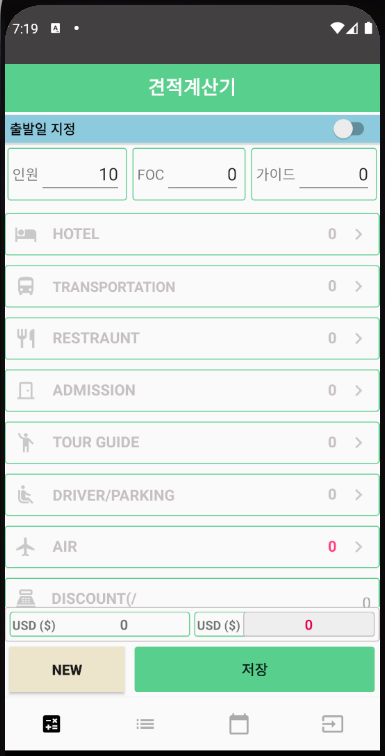 7:19
견적계산기
출발일 지정
인원 10 FOC 0 가이드 0
HOTEL 0
TRANSPORTATION 0
RESTRAUNT 0
ADMISSION 0
TOUR GUIDE 0
DRIVER/PARKING 0
AIR 0
DISCOUNT(/ 0
USD ($) 0 USD ($) 0
NEW 저장